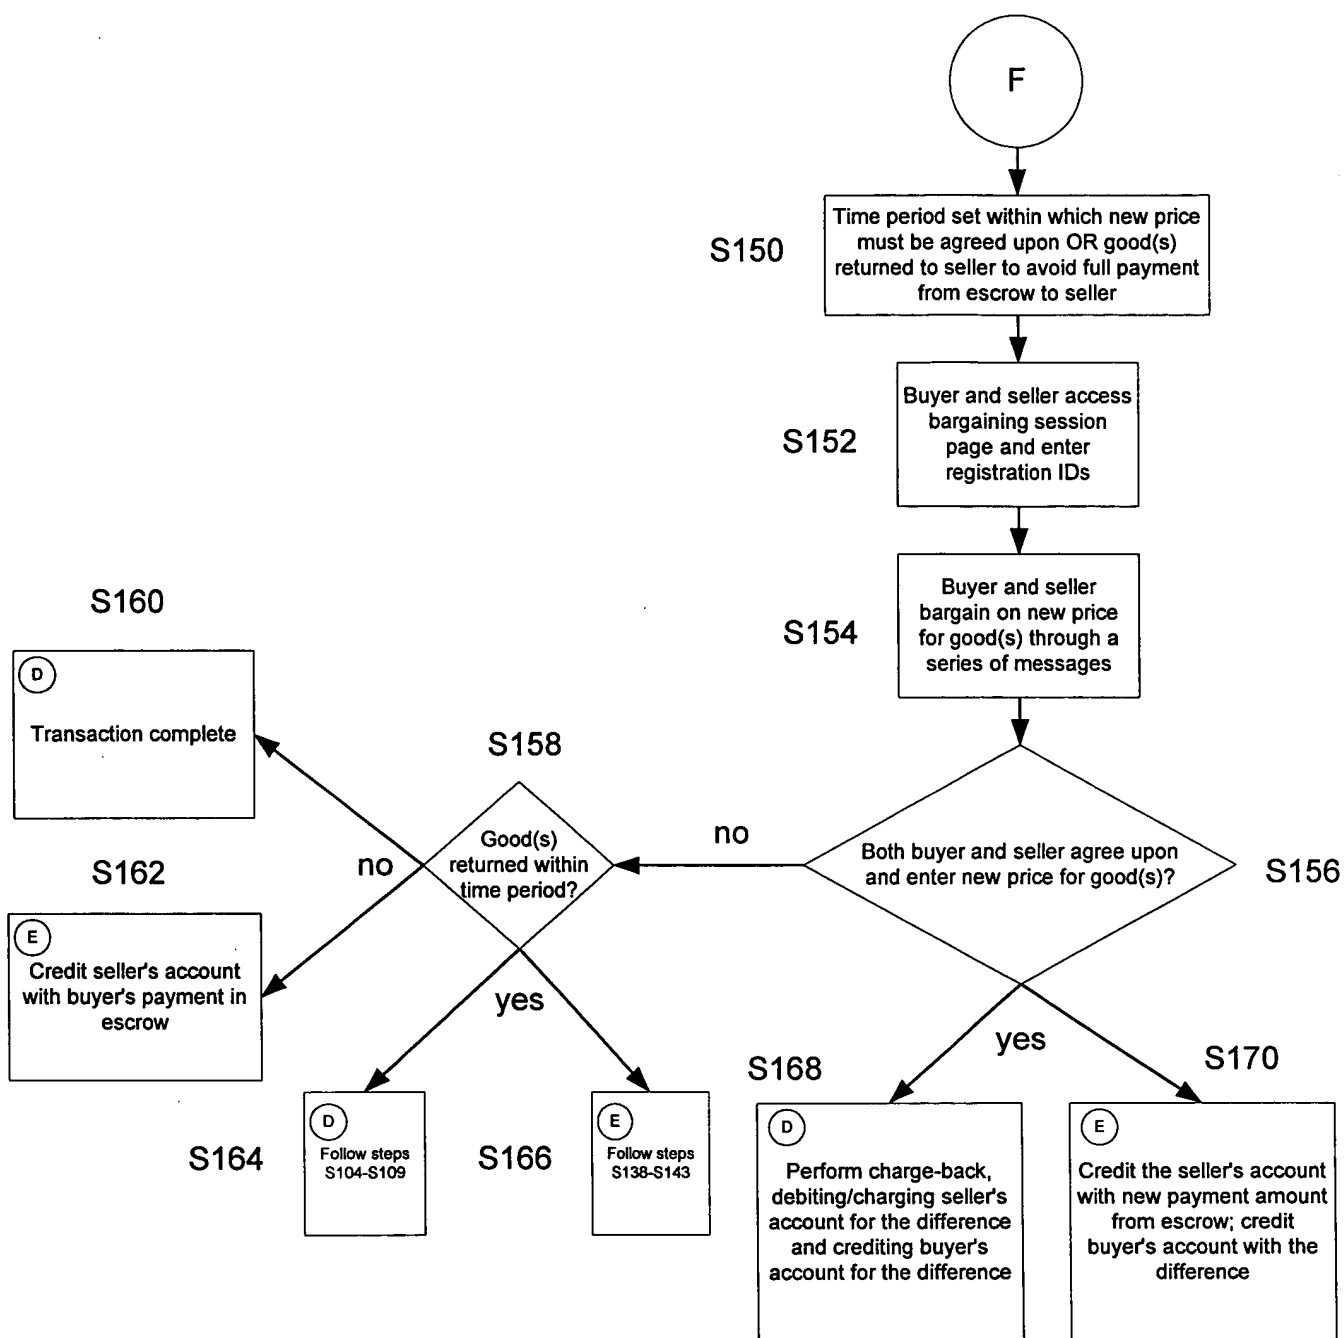 F
S150
Time period set within which new price
must be agreed upon OR good(s)
returned to seller to avoid full payment
from escrow to seller
S152
Buyer and seller access
bargaining session
page and enter
registration IDs
S154
Buyer and seller
bargain on new price
for good(s) through a
series of messages
S160
D
Transaction complete
S158
Good(s)
returned within
time period?
no
Both buyer and seller agree upon
and enter new price for good(s)?
S156
no
S162
E
Credit seller's account
with buyer's payment in
escrow
yes
yes
S164
D
Follow steps
S104-S109
S166
E
Follow steps
S138-S143
S168
D
Perform charge-back,
debiting/charging seller's
account for the difference
and crediting buyer's
account for the difference
S170
E
Credit the seller's account
with new payment amount
from escrow; credit
buyer's account with the
difference